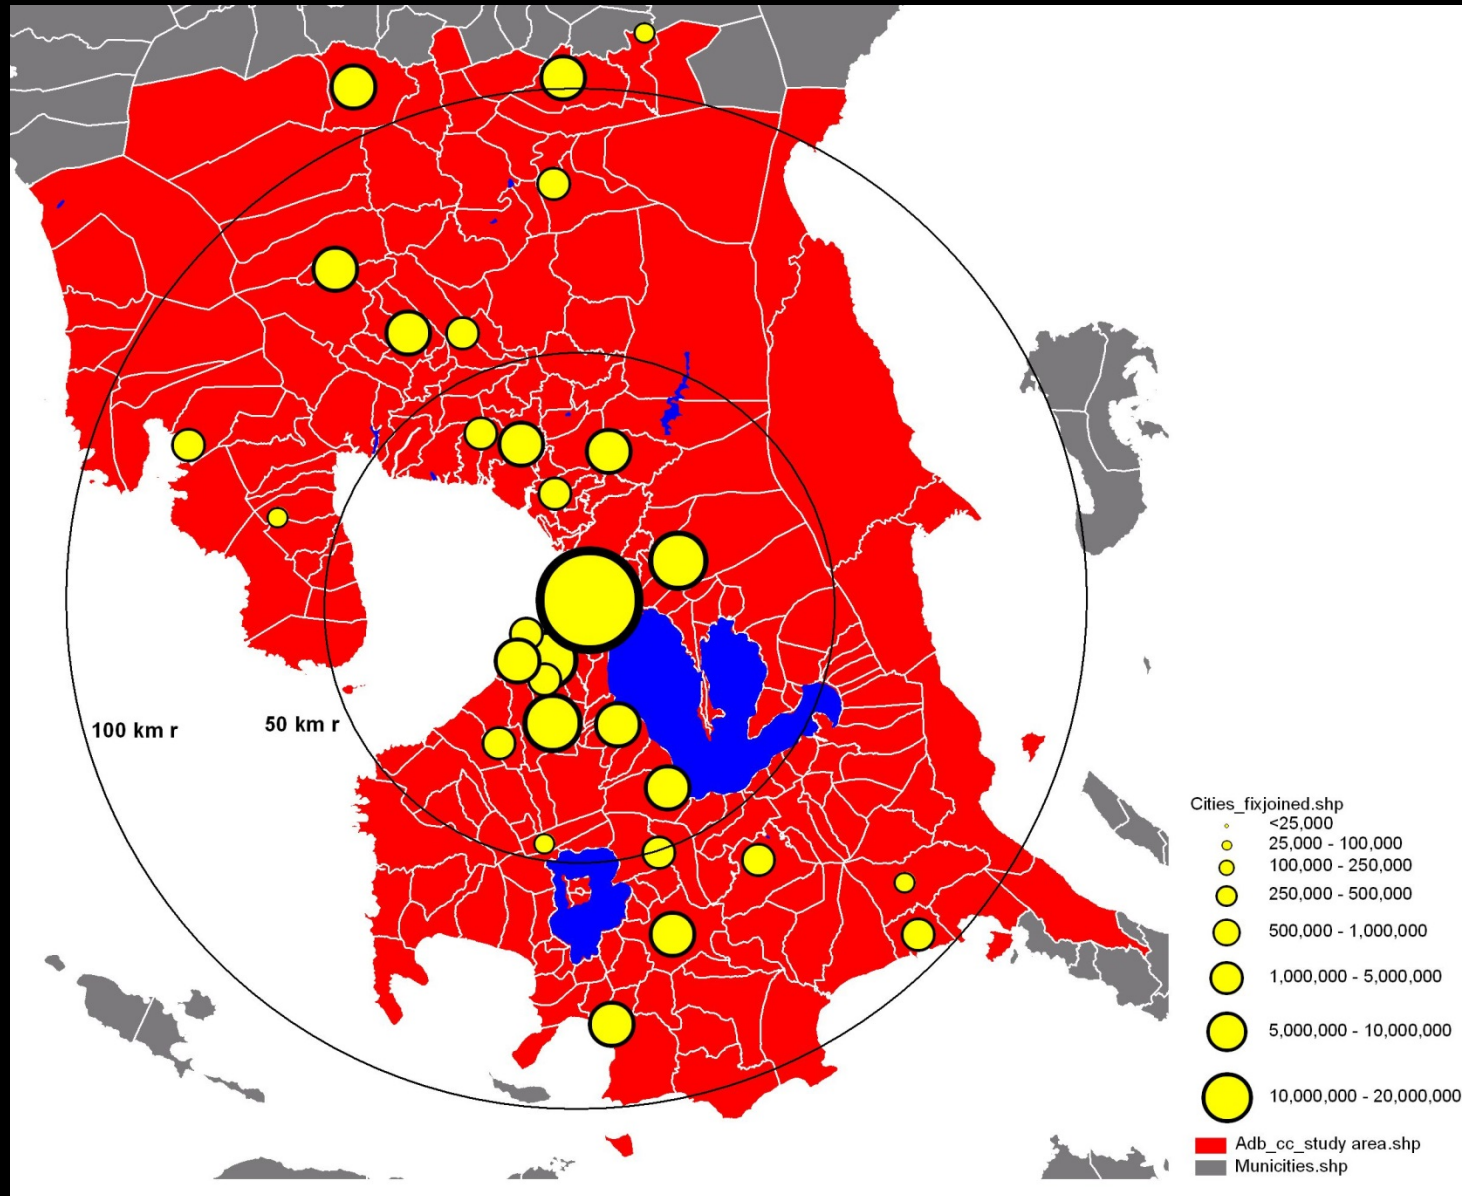 100 km r
50 km r
Cities_fixjoined.shp
<25,000
25,000 - 100,000
100,000 - 250,000
250,000 - 500,000
500,000 - 1,000,000
1,000,000 - 5,000,000
5,000,000 - 10,000,000
10,000,000 - 20,000,000
Adb_cc_study area.shp
Municities.shp